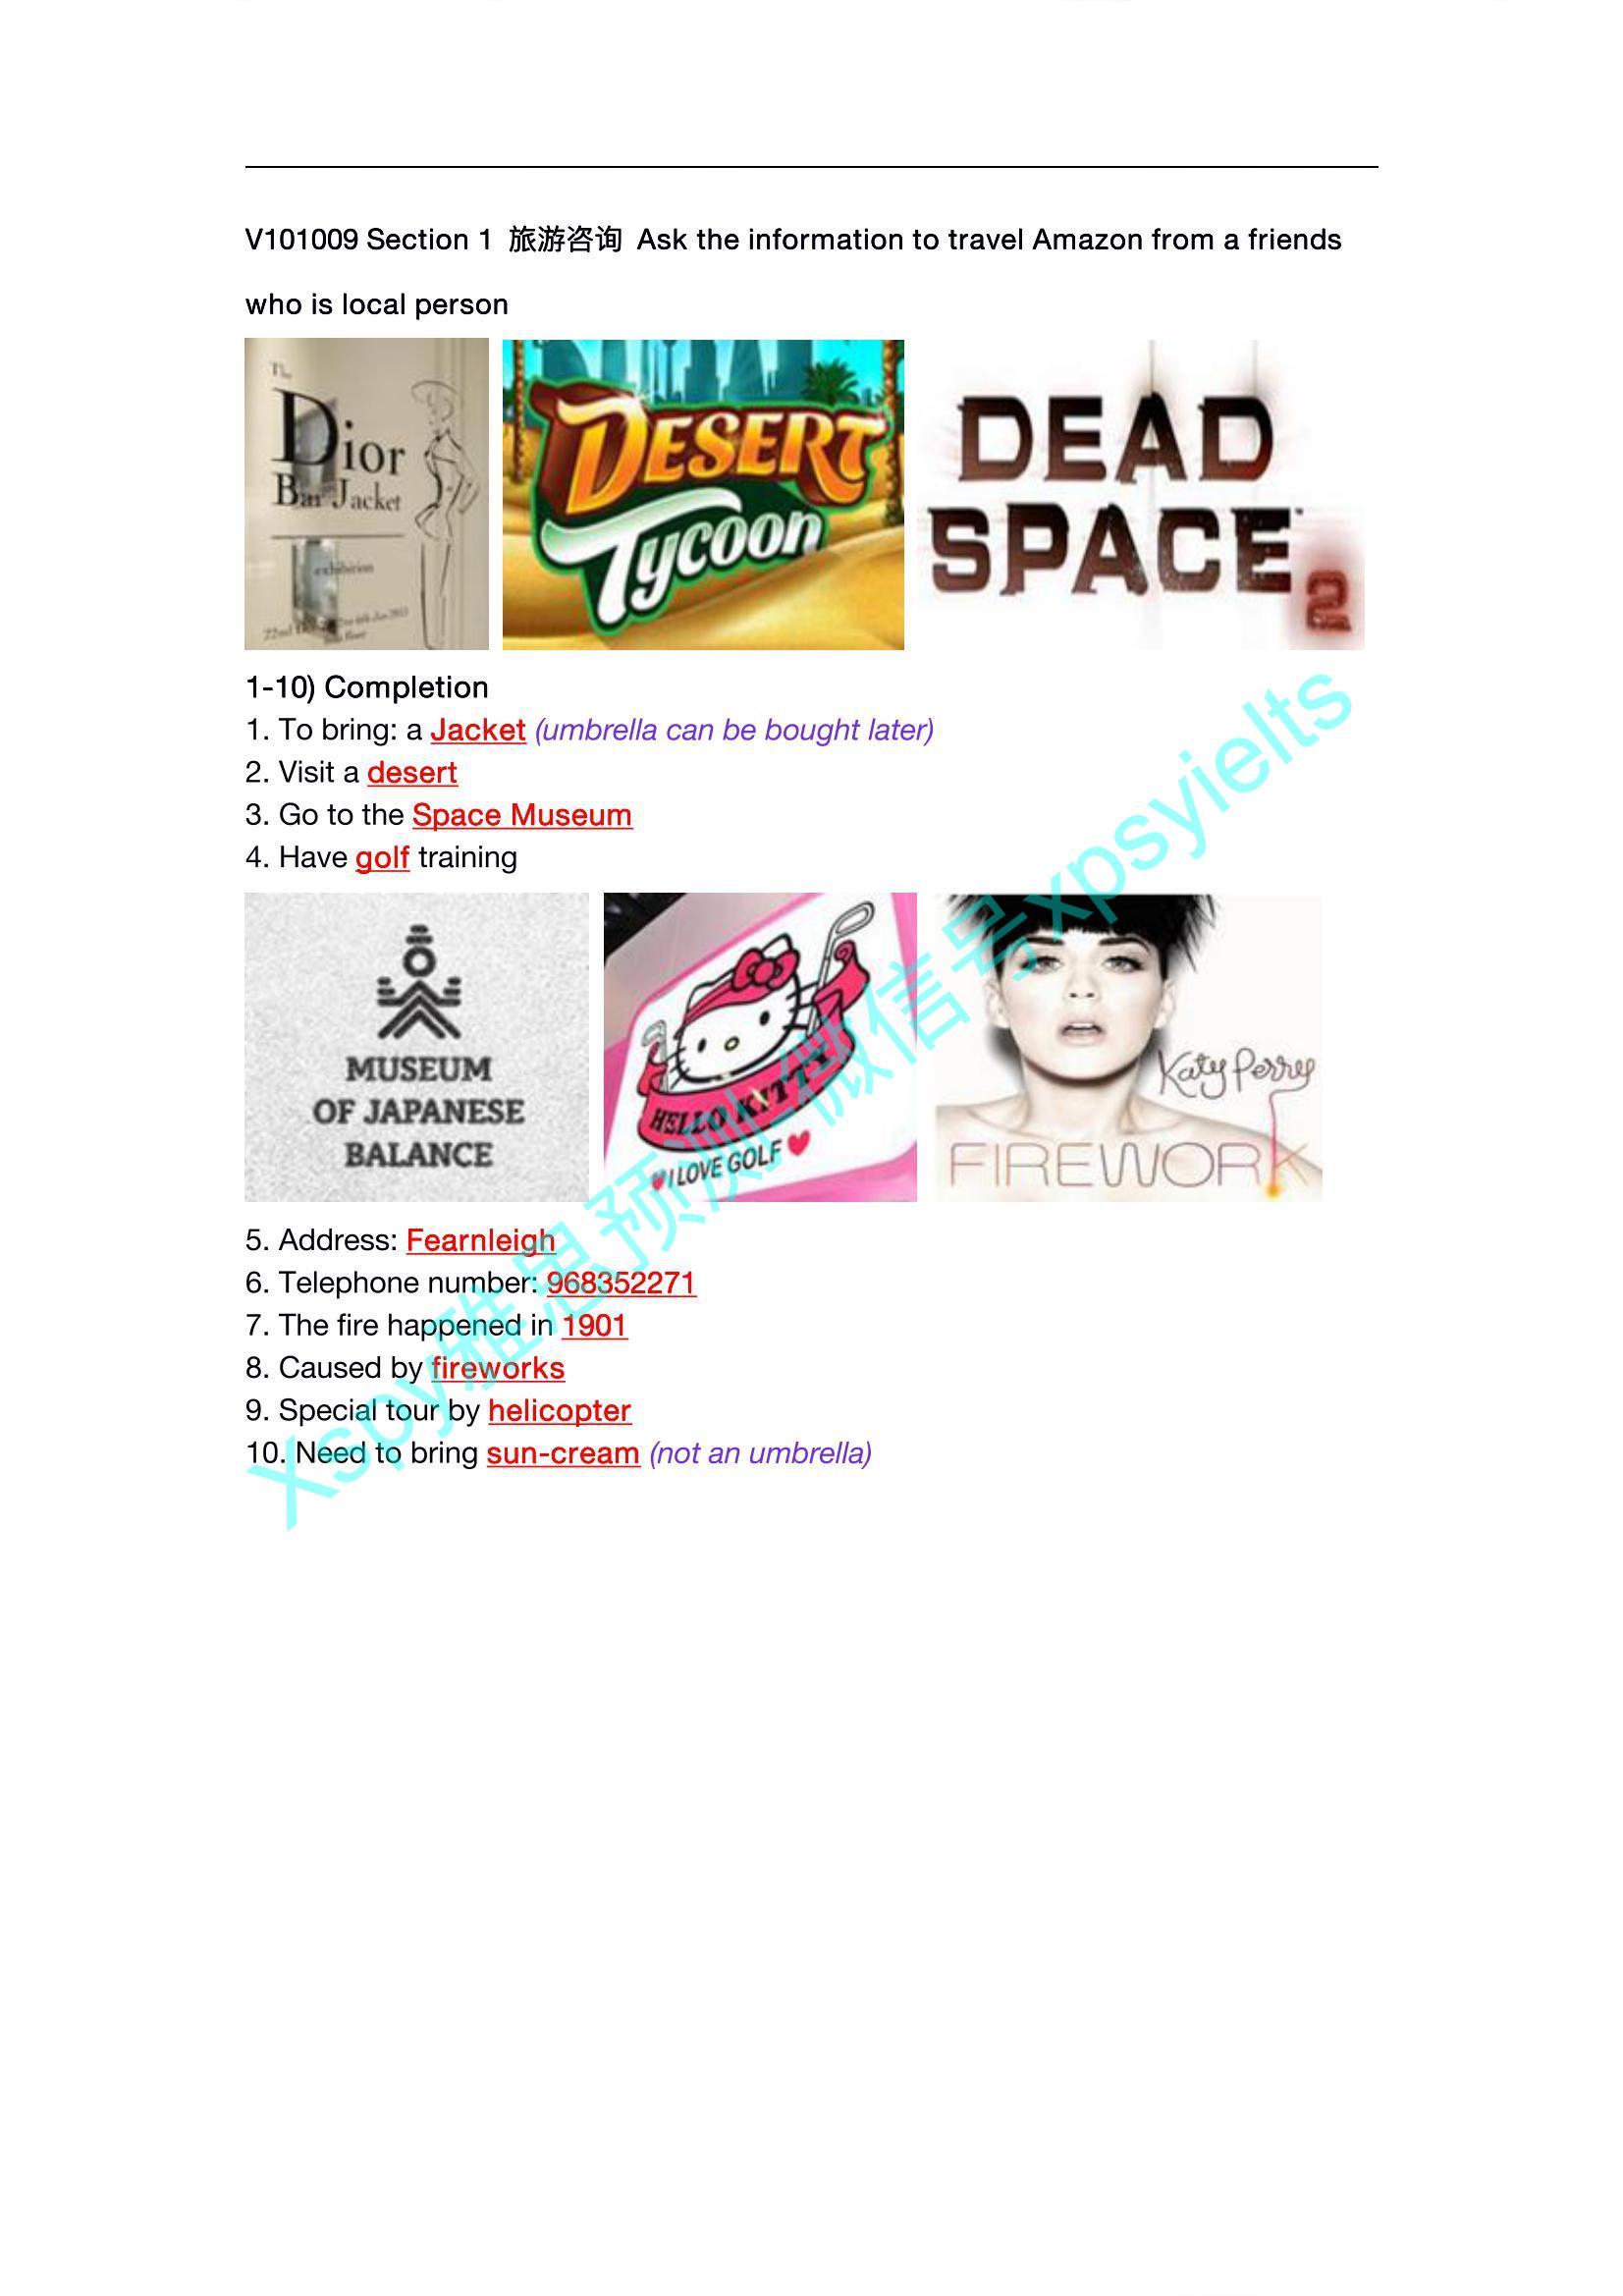 V101009 Section 1 旅游咨询 Ask the information to travel Amazon from a friends
who is local person
The
Dior
Bar Jacket
exhibition
DESERT
Tycoon
DEAD
SPACE
2
1-10) Completion
1. To bring: a Jacket (umbrella can be bought later)
2. Visit a desert
3. Go to the Space Museum
4. Have golf training
MUSEUM
OF JAPANESE
BALANCE
HELLO KITTY
I LOVE GOLF
Katy Perry
FIREWORK
5. Address: Fearnleigh
6. Telephone number: 968352271
7. The fire happened in 1901
8. Caused by fireworks
9. Special tour by helicopter
10. Need to bring sun-cream (not an umbrella)
Xspy雅思预测-微信号xpsyielts